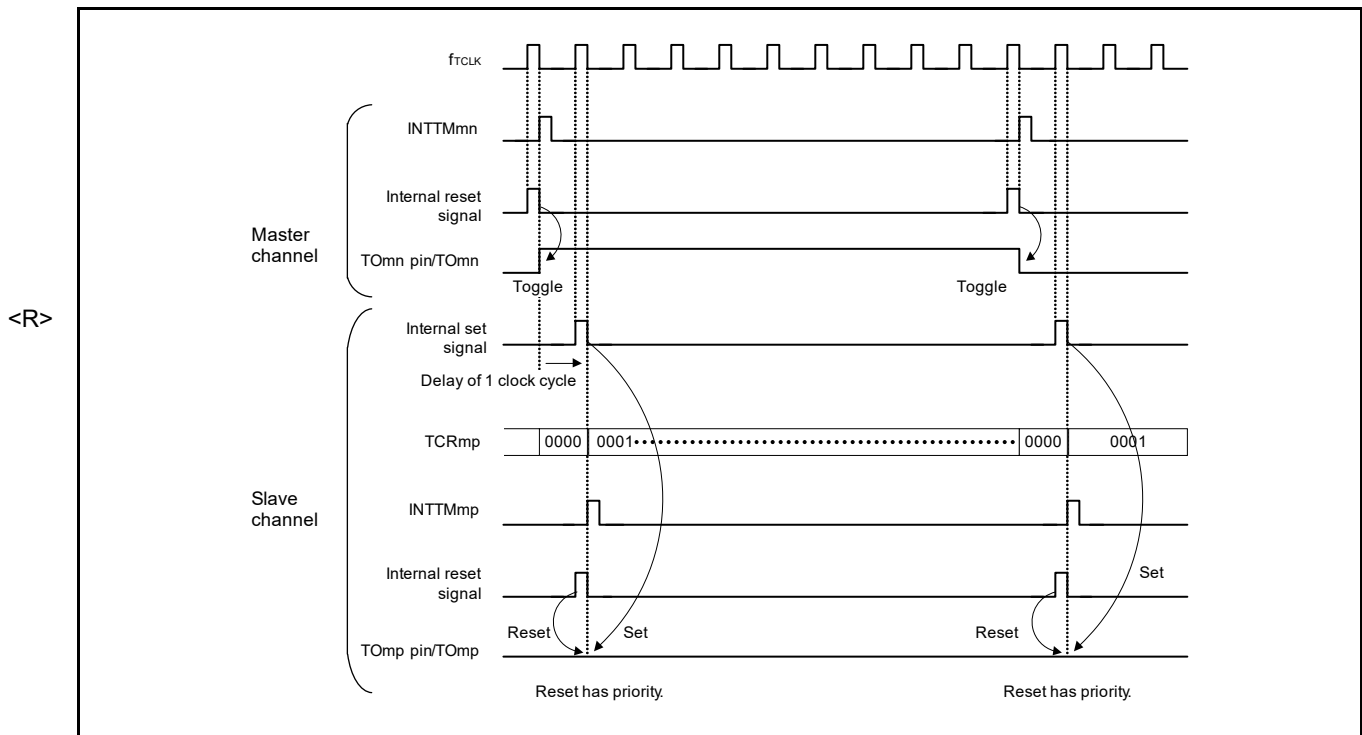 fTCLK
INTTMmn
Internal reset
signal
Master
channel
TOmn pin/TOmn
Toggle
Toggle
<R>
Internal set
signal
Delay of 1 clock cycle
TCRmp
0000
0001
0000
0001
Slave
channel
INTTMmp
Internal reset
signal
Set
Reset
Set
Reset
TOmp pin/TOmp
Reset has priority.
Reset has priority.